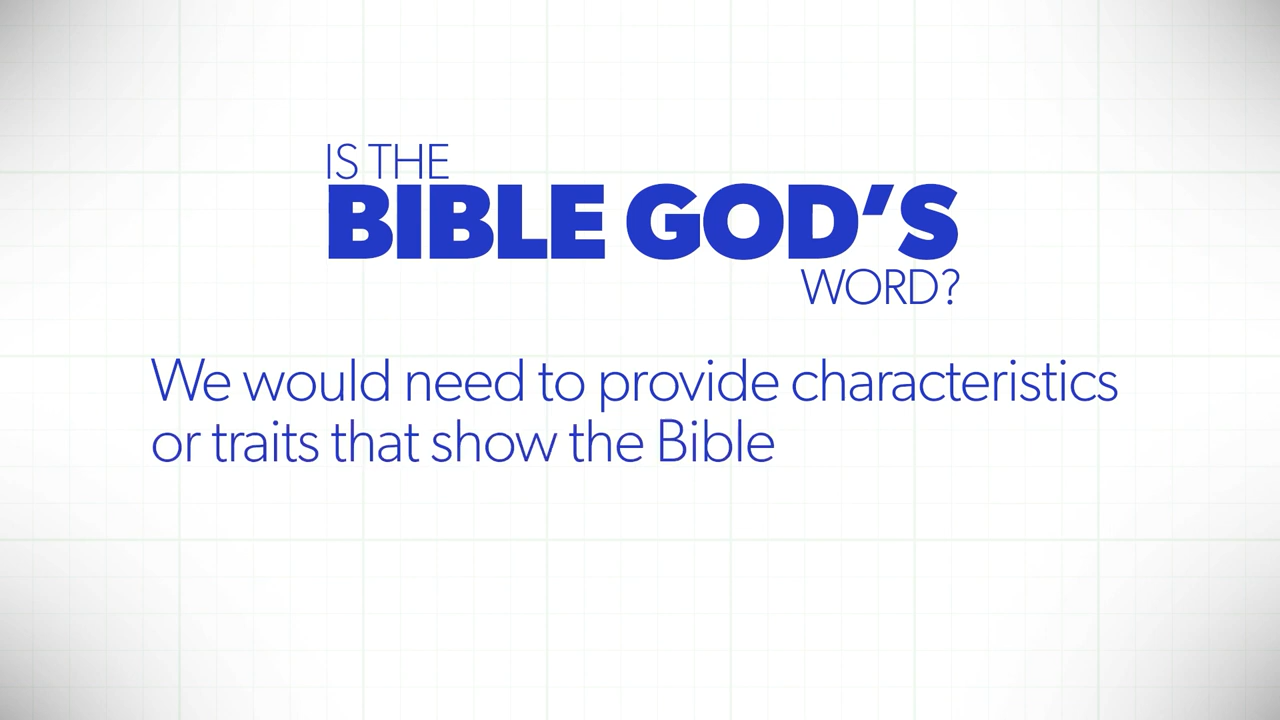 IS THE
BIBLE GOD'S
WORD?
We would need to provide characteristics
or traits that show the Bible